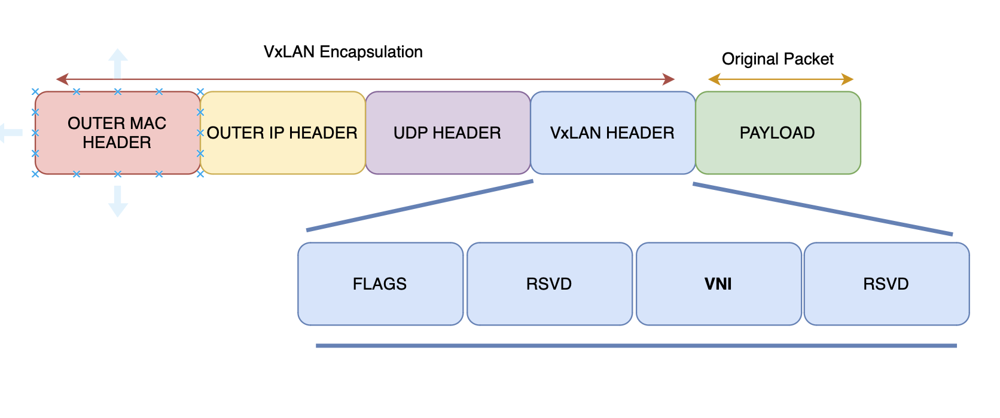 VxLAN Encapsulation
Original Packet
OUTER MAC
HEADER
OUTER IP HEADER
UDP HEADER
VxLAN HEADER
PAYLOAD
FLAGS
RSVD
VNI
RSVD